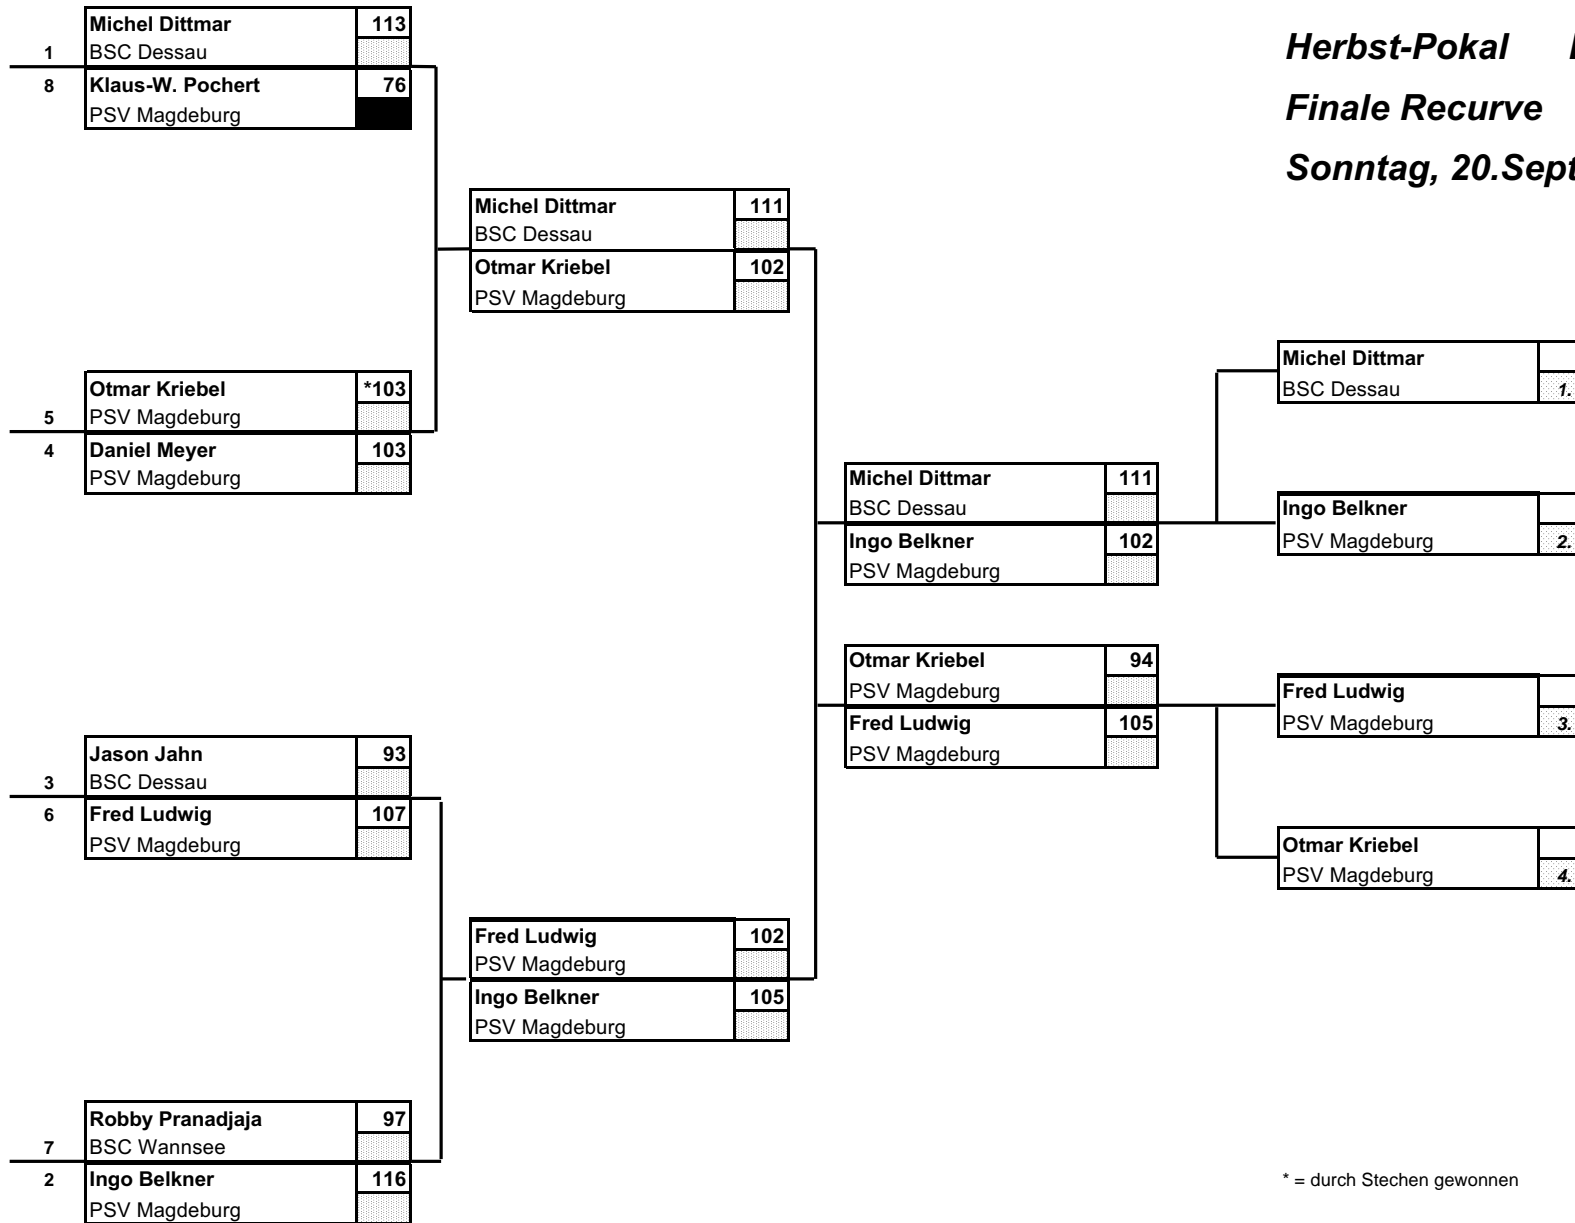 Herbst-Pokal
Finale Recurve
Sonntag, 20.Sept
Michel Dittmar 113
1 BSC Dessau
8 Klaus-W. Pochert 76
PSV Magdeburg
Otmar Kriebel *103
5 PSV Magdeburg
4 Daniel Meyer 103
PSV Magdeburg
Jason Jahn 93
3 BSC Dessau
6 Fred Ludwig 107
PSV Magdeburg
Robby Pranadjaja 97
7 BSC Wannsee
2 Ingo Belkner 116
PSV Magdeburg
Michel Dittmar 111
BSC Dessau
Otmar Kriebel 102
PSV Magdeburg
Fred Ludwig 102
PSV Magdeburg
Ingo Belkner 105
PSV Magdeburg
Michel Dittmar 111
BSC Dessau
Ingo Belkner 102
PSV Magdeburg
Otmar Kriebel 94
PSV Magdeburg
Fred Ludwig 105
PSV Magdeburg
Michel Dittmar
BSC Dessau 1.
Ingo Belkner
PSV Magdeburg 2.
Fred Ludwig
PSV Magdeburg 3.
Otmar Kriebel
PSV Magdeburg 4.
* = durch Stechen gewonnen